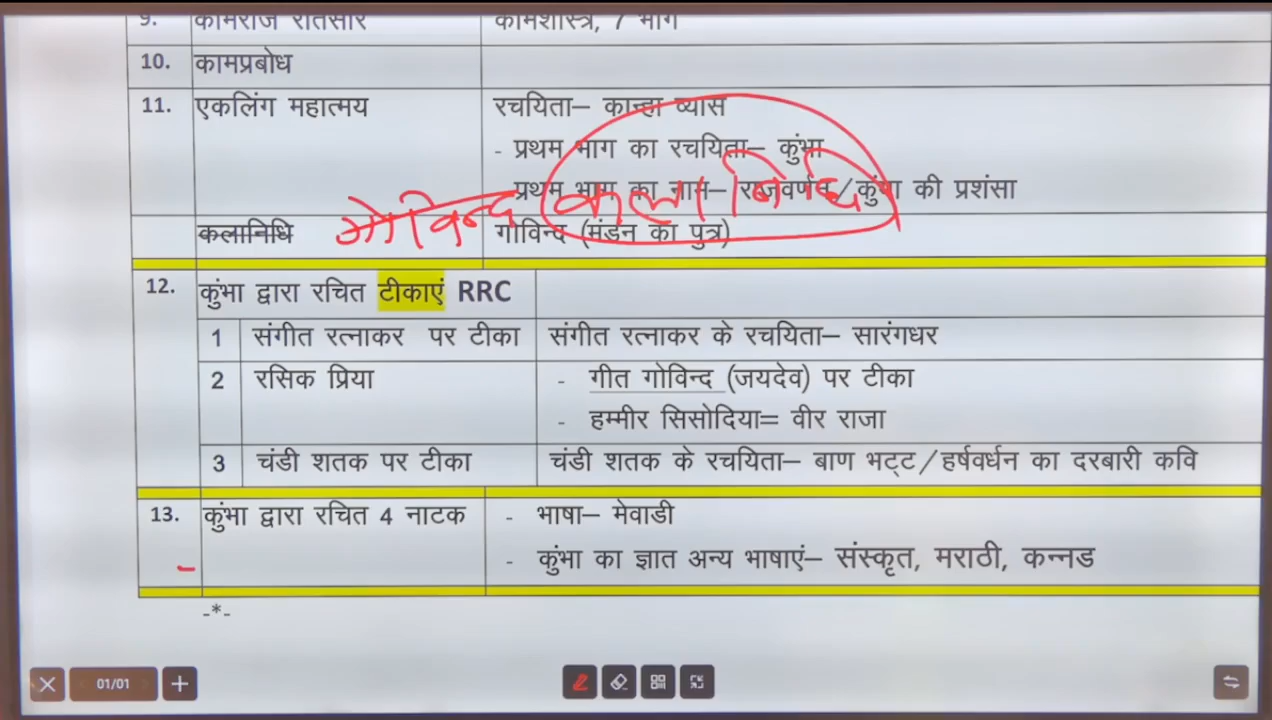 9. कामराज रतिसार कामशास्त्र, 7 भाग
10. कामप्रबोध
11. एकलिंग महात्मय रचयिता– कान्हा व्यास
- प्रथम भाग का रचयिता– कुंभा
प्रथम भाग का नाम– राजवर्णन/कुंभा की प्रशंसा
गोविन्द कला निधि
कलानिधि गोविन्द (मंडन का पुत्र)
12. कुंभा द्वारा रचित टीकाएं RRC
1 संगीत रत्नाकर पर टीका संगीत रत्नाकर के रचयिता– सारंगधर
2 रसिक प्रिया - गीत गोविन्द (जयदेव) पर टीका
- हम्मीर सिसोदिया= वीर राजा
3 चंडी शतक पर टीका चंडी शतक के रचयिता– बाण भट्ट/हर्षवर्धन का दरबारी कवि
13. कुंभा द्वारा रचित 4 नाटक - भाषा– मेवाडी
- कुंभा का ज्ञात अन्य भाषाएं– संस्कृत, मराठी, कन्नड
-*-
01/01